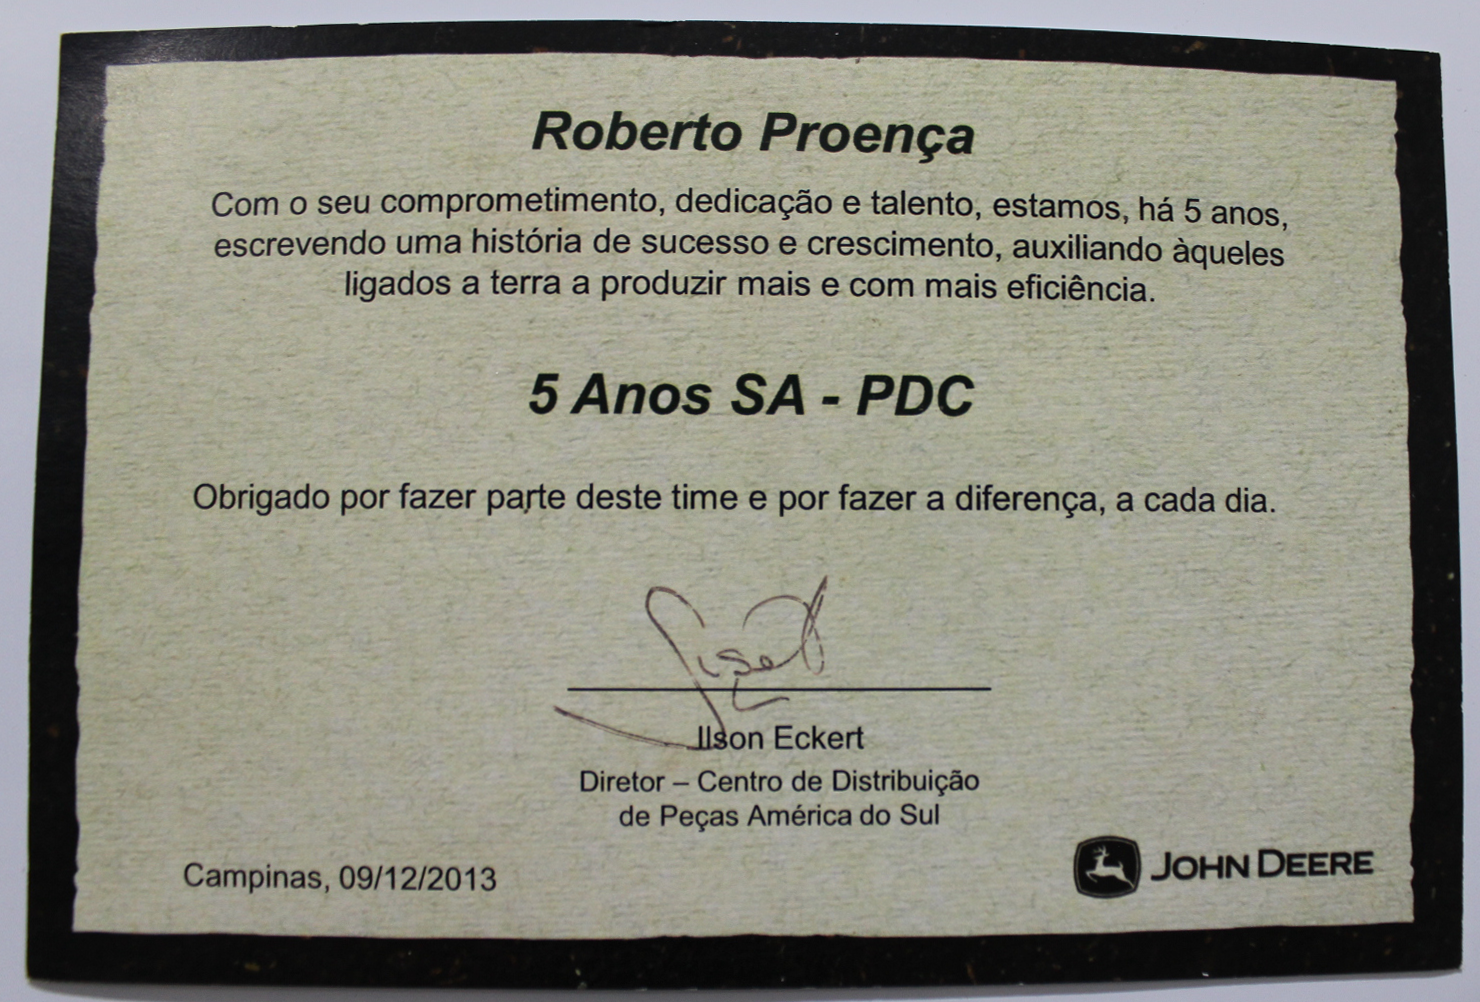 Roberto Proença
Com o seu comprometimento, dedicação e talento, estamos, há 5 anos,
escrevendo uma história de sucesso e crescimento, auxiliando àqueles
ligados a terra a produzir mais e com mais eficiência.
5 Anos SA - PDC
Obrigado por fazer parte deste time e por fazer a diferença, a cada dia.
Ilson Eckert
Diretor – Centro de Distribuição
de Peças América do Sul
Campinas, 09/12/2013
JOHN DEERE